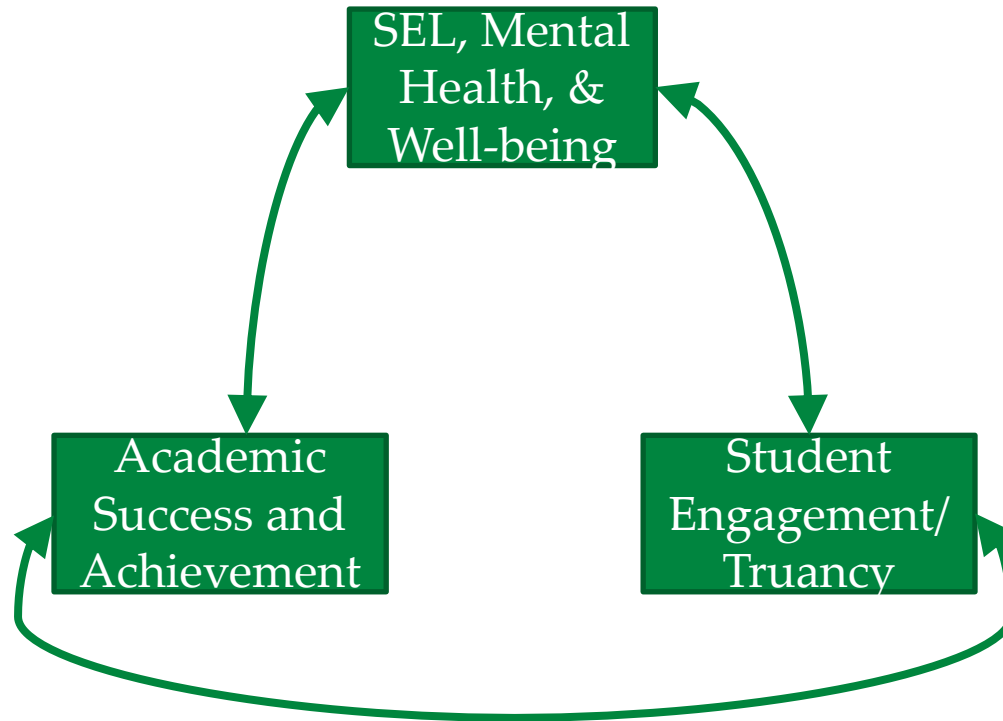 SEL, Mental
Health, &
Well-being
Academic
Success and
Achievement
Student
Engagement/
Truancy